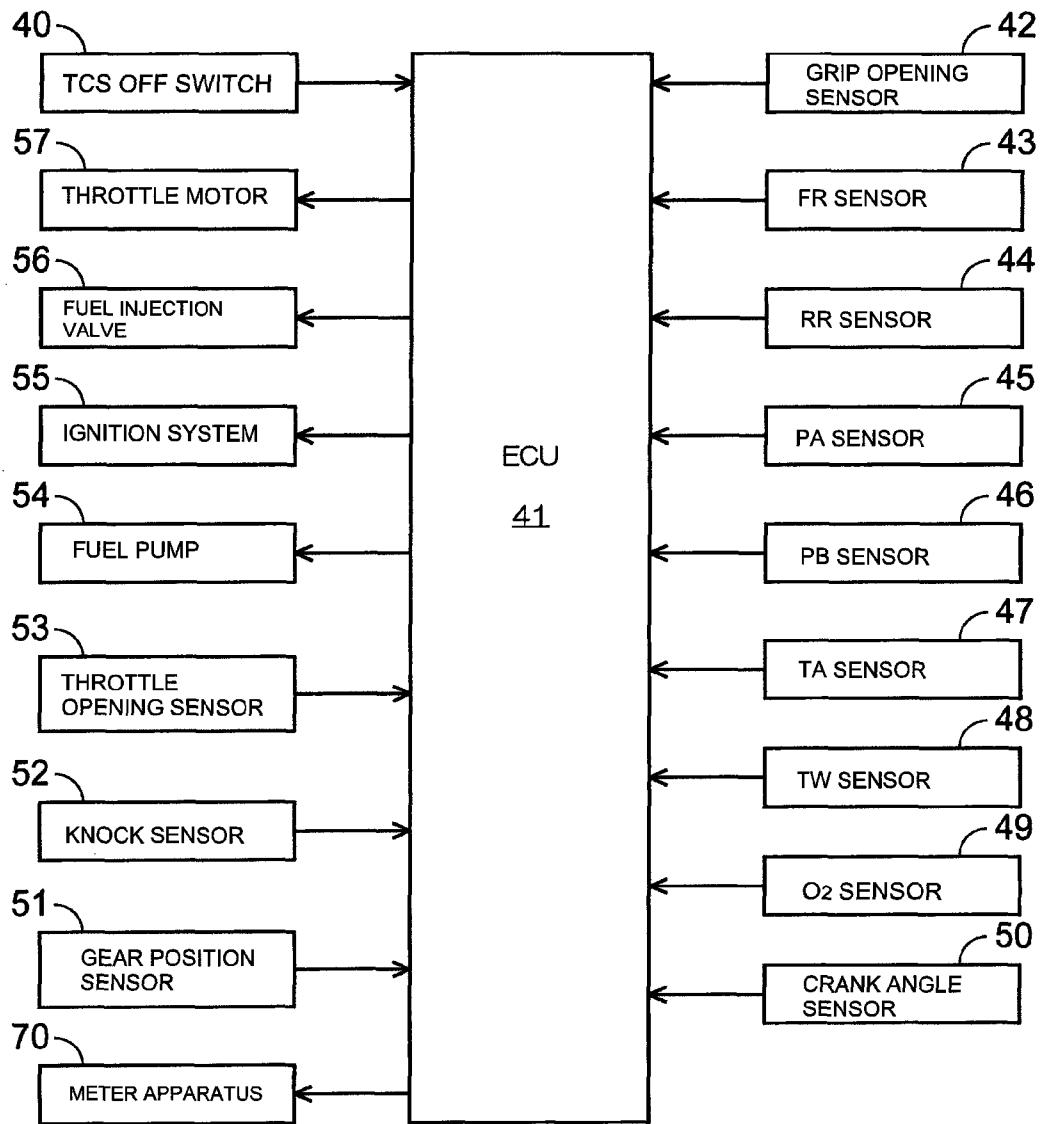 40
TCS OFF SWITCH
57
THROTTLE MOTOR
56
FUEL INJECTION
VALVE
55
IGNITION SYSTEM
54
FUEL PUMP
53
THROTTLE
OPENING SENSOR
52
KNOCK SENSOR
51
GEAR POSITION
SENSOR
70
METER APPARATUS
ECU
41
42
GRIP OPENING
SENSOR
43
FR SENSOR
44
RR SENSOR
45
PA SENSOR
46
PB SENSOR
47
TA SENSOR
48
TW SENSOR
49
O2 SENSOR
50
CRANK ANGLE
SENSOR